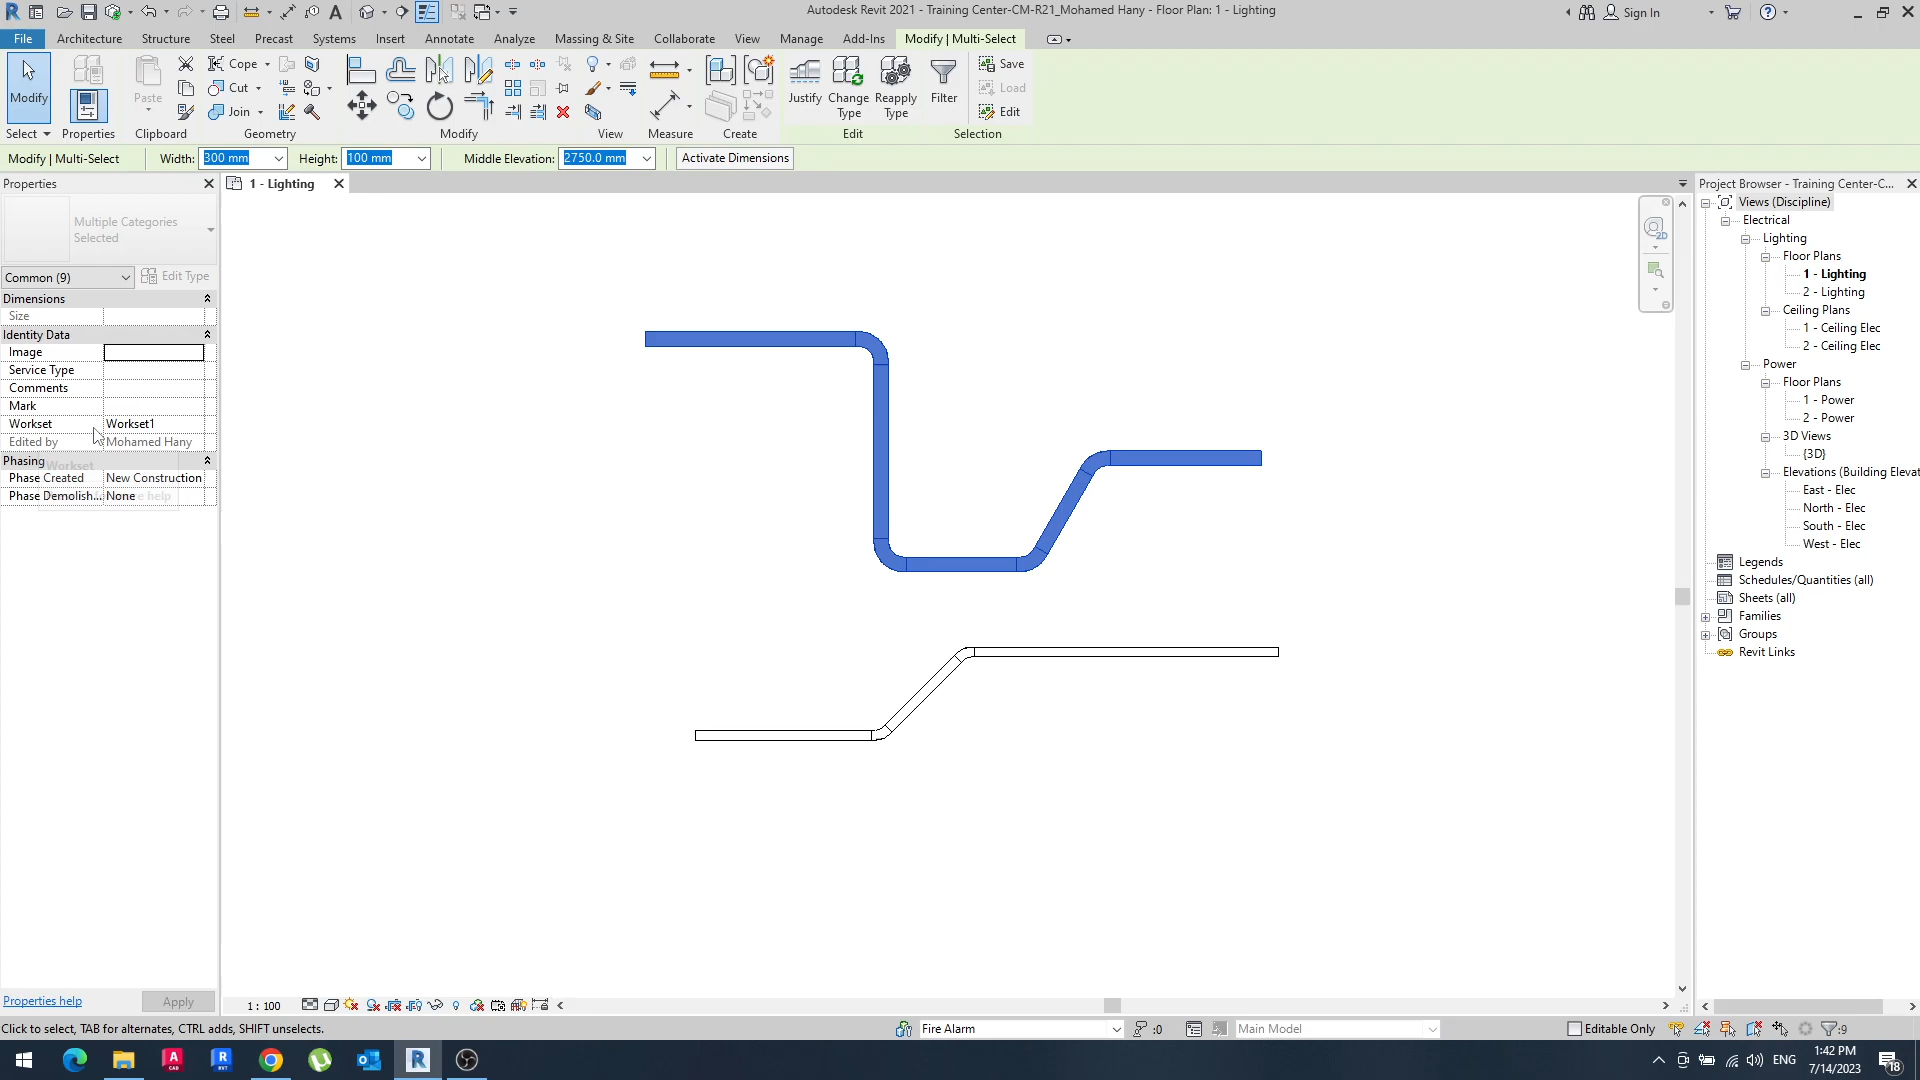 Autodesk Revit 2021 - Training Center-CM-R21_Mohamed Hany - Floor Plan: 1 - Lighting
Sign In
File Architecture Structure Steel Precast Systems Insert Annotate Analyze Massing & Site Collaborate View Manage Add-Ins Modify | Multi-Select
Modify
Paste
Cope
Cut
Join
Justify
Change Type
Reapply Type
Filter
Save
Load
Edit
Select Properties Clipboard Geometry Modify View Measure Create Edit Selection
Modify | Multi-Select Width: 300 mm Height: 100 mm Middle Elevation: 2750.0 mm Activate Dimensions
Properties
Multiple Categories
Selected
Common (9) Edit Type
Dimensions
Size
Identity Data
Image
Service Type
Comments
Mark
Workset Workset1
Edited by Mohamed Hany
Phasing
Workset
Phase Created New Construction
Phase Demolish... None
help
Properties help Apply
1 - Lighting
2D
Project Browser - Training Center-C...
Views (Discipline)
Electrical
Lighting
Floor Plans
1 - Lighting
2 - Lighting
Ceiling Plans
1 - Ceiling Elec
2 - Ceiling Elec
Power
Floor Plans
1 - Power
2 - Power
3D Views
{3D}
Elevations (Building Elevat
East - Elec
North - Elec
South - Elec
West - Elec
Legends
Schedules/Quantities (all)
Sheets (all)
Families
Groups
Revit Links
1 : 100
Click to select, TAB for alternates, CTRL adds, SHIFT unselects.
Fire Alarm :0 Main Model Editable Only :9
ENG
1:42 PM
7/14/2023
18